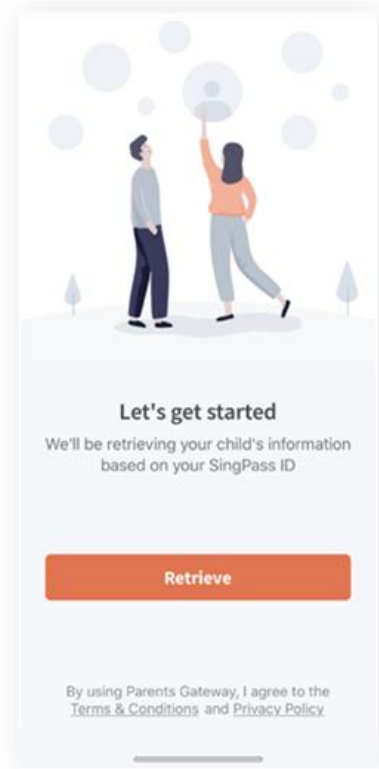 Let's get started
We'll be retrieving your child's information
based on your SingPass ID
Retrieve
By using Parents Gateway, I agree to the
Terms & Conditions and Privacy Policy